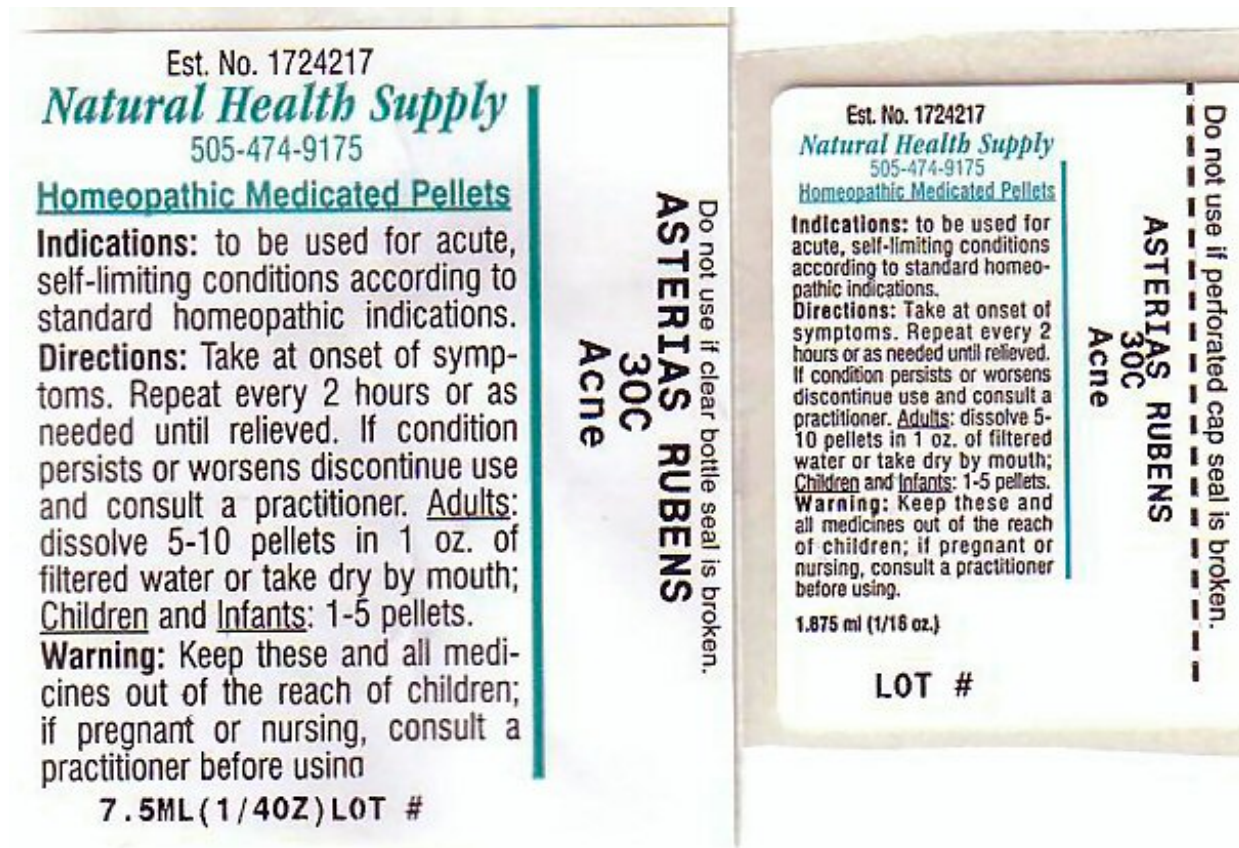 Est. No. 1724217
Natural Health Supply
505-474-9175
Homeopathic Medicated Pellets
Indications: to be used for acute,
self-limiting conditions according to
standard homeopathic indications.
Directions: Take at onset of symp-
toms. Repeat every 2 hours or as
needed until relieved. If condition
persists or worsens discontinue use
and consult a practitioner. Adults:
dissolve 5-10 pellets in 1 oz. of
filtered water or take dry by mouth;
Children and Infants: 1-5 pellets.
Warning: Keep these and all medi-
cines out of the reach of children;
if pregnant or nursing, consult a
practitioner before using
7.5ML(1/4OZ)LOT #
Do not use if clear bottle seal is broken.
ASTERIAS RUBENS
30C
Acne
Est. No. 1724217
Natural Health Supply
505-474-9175
Homeopathic Medicated Pellets
Indications: to be used for
acute, self-limiting conditions
according to standard homeo-
pathic indications.
Directions: Take at onset of
symptoms. Repeat every 2
hours or as needed until relieved.
If condition persists or worsens
discontinue use and consult a
practitioner. Adults: dissolve 5-
10 pellets in 1 oz. of filtered
water or take dry by mouth;
Children and Infants: 1-5 pellets.
Warning: Keep these and
all medicines out of the reach
of children; if pregnant or
nursing, consult a practitioner
before using.
1.875 ml (1/16 oz.)
LOT #
Do not use if perforated cap seal is broken.
ASTERIAS RUBENS
30C
Acne